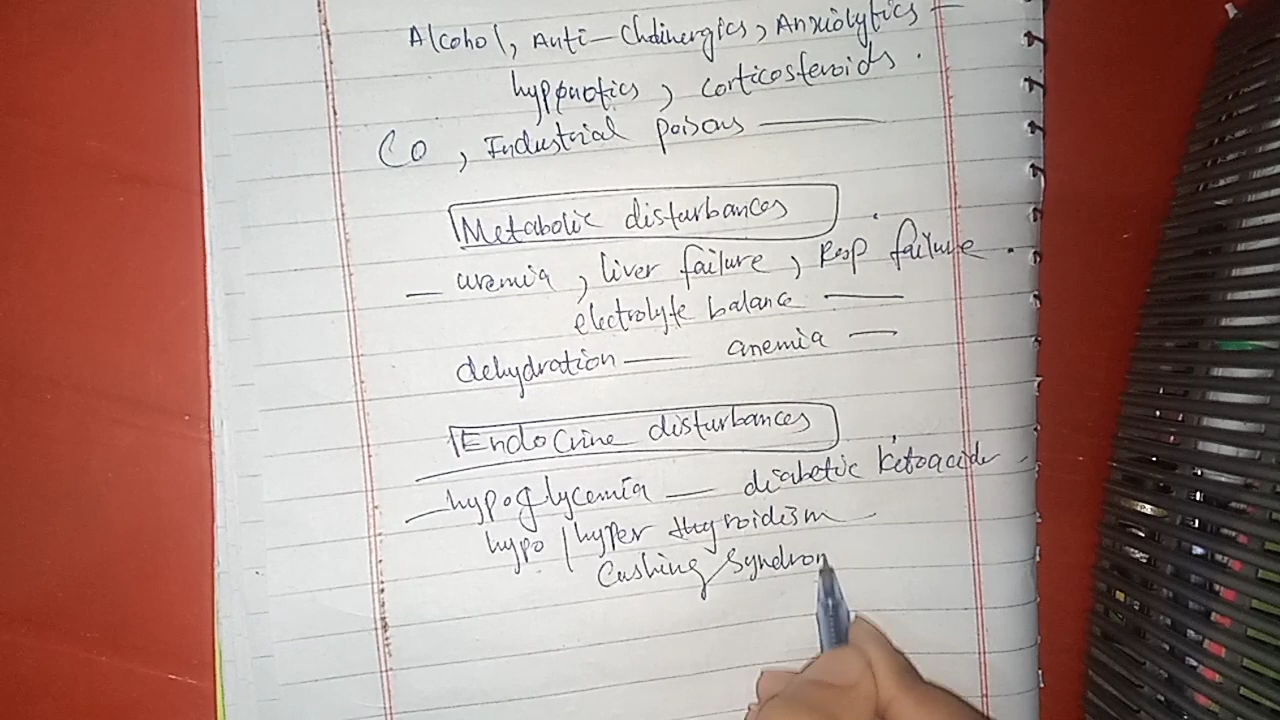 Alcohol, Anti-Cholinergics, Anxiolytics -
hypnotics, corticosteroids.
CO, Industrial poisons —
Metabolic disturbances
— uremia, liver failure, Resp failure.
electrolyte balance —
dehydration — anemia —
Endocrine disturbances
— hypoglycemia — diabetic
hypo/hyper thyroidism —
Cushing Syndrom